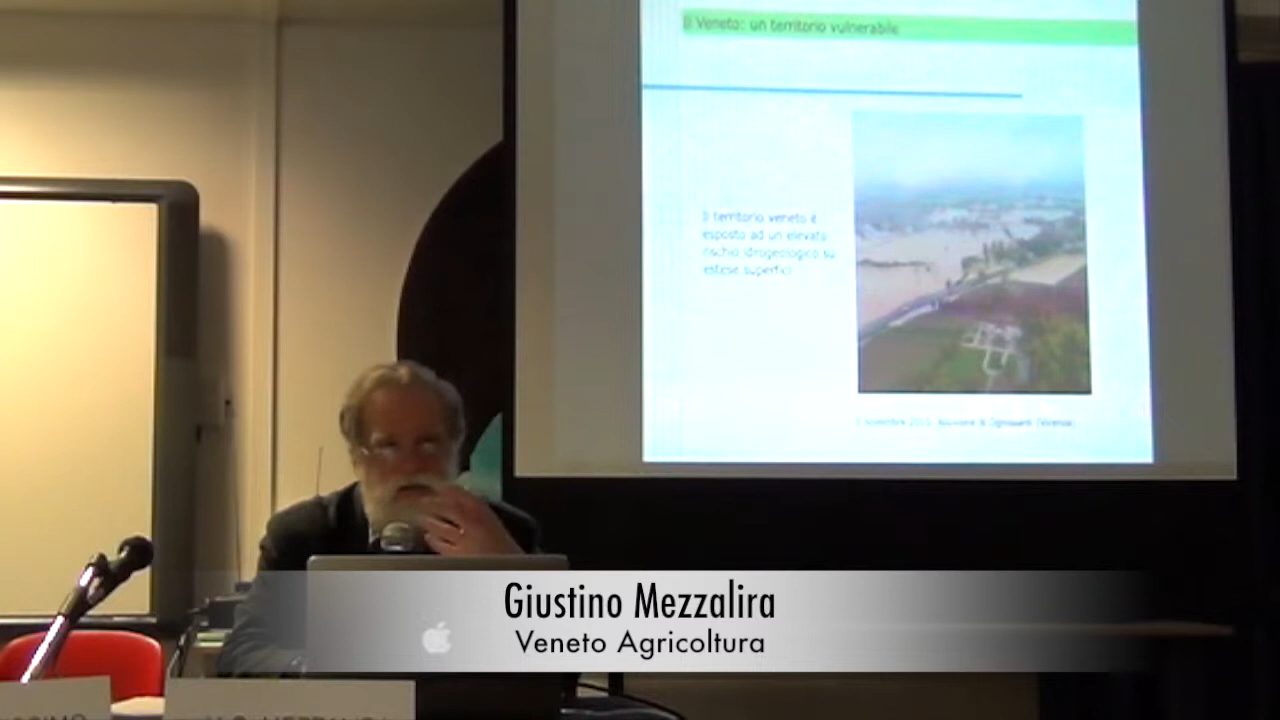 Il Veneto: un territorio vulnerabile
Il territorio veneto è
esposto ad un elevato
rischio idrogeologico su
estese superfici
Giustino Mezzalira
Veneto Agricoltura